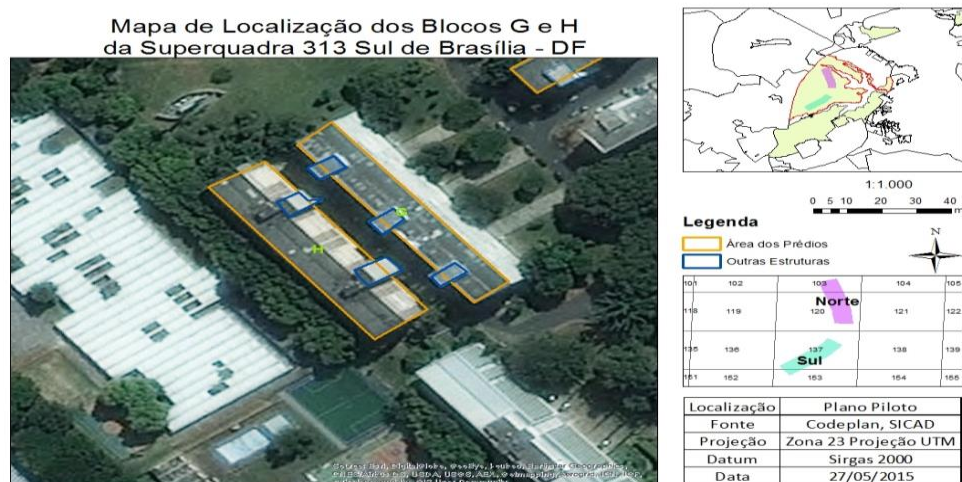 Mapa de Localização dos Blocos G e H
da Superquadra 313 Sul de Brasília - DF
G
H
1:1.000
0 5 10 20 30 40
m
Legenda
Àrea dos Prédios
Outras Estruturas
N
101 102 103 104 105
Norte
118 119 120 121 122
135 136 137 138 139
Sul
151 152 153 154 155
Localização Plano Piloto
Fonte Codeplan, SICAD
Projeção Zona 23 Projeção UTM
Datum Sirgas 2000
Data 27/05/2015